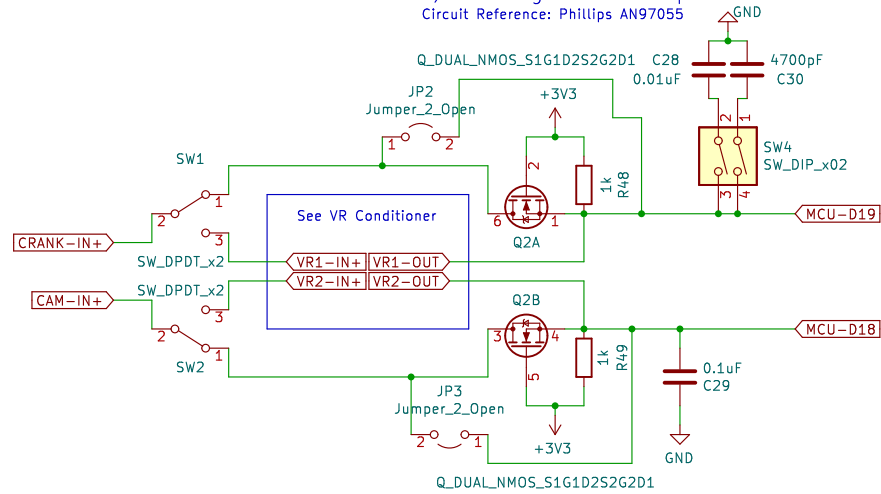 Circuit Reference: Phillips AN97055
GND
Q_DUAL_NMOS_S1G1D2S2G2D1
C28
0.01uF
4700pF
C30
JP2
Jumper_2_Open
1
2
+3V3
2
1
SW4
SW_DIP_x02
3
4
SW1
1
2
3
2
1k
R48
6
1
Q2A
MCU-D19
See VR Conditioner
CRANK-IN+
SW_DPDT_x2
VR1-IN+
VR1-OUT
SW_DPDT_x2
VR2-IN+
VR2-OUT
CAM-IN+
3
2
1
SW2
Q2B
3
4
5
1k
R49
MCU-D18
0.1uF
C29
JP3
Jumper_2_Open
2
1
+3V3
GND
Q_DUAL_NMOS_S1G1D2S2G2D1